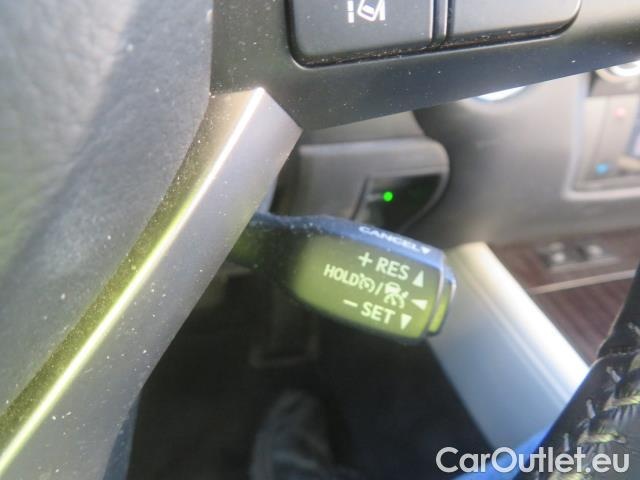 CANCEL
+ RES ▲
HOLD / ◄
− SET ▼
CarOutlet.eu